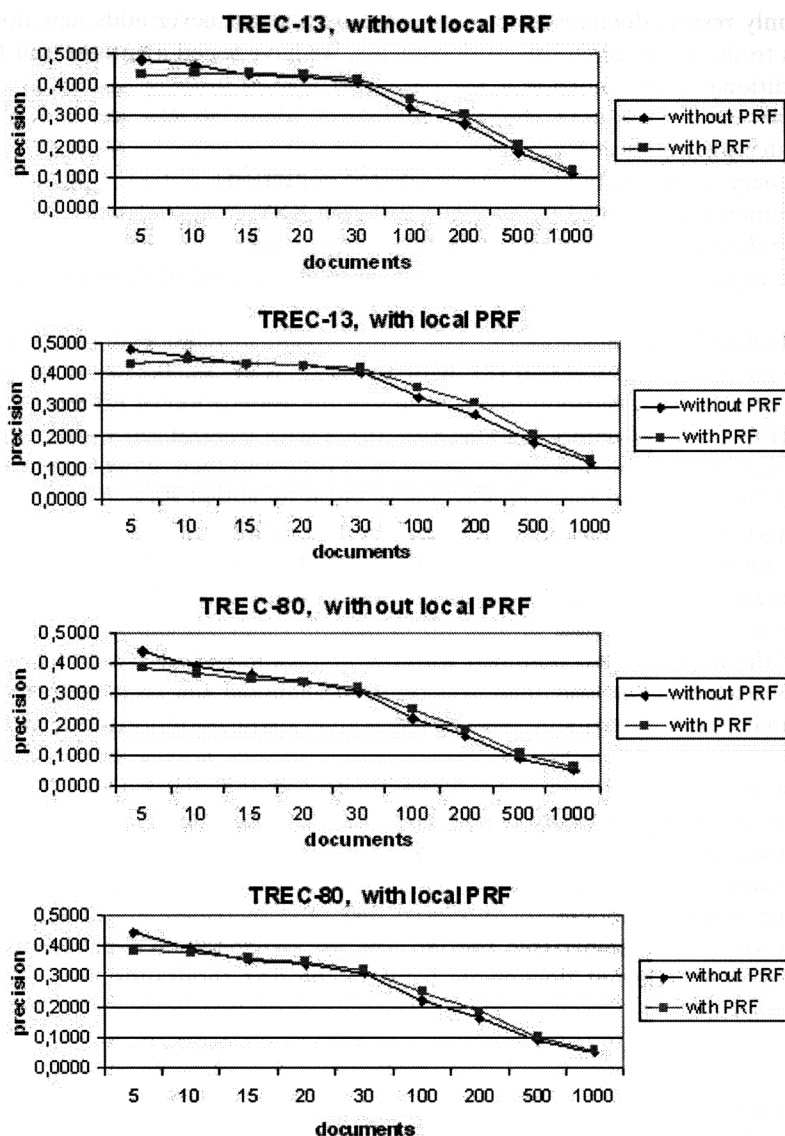 TREC-13, without local PRF
0,5000
0,4000
0,3000
0,2000
0,1000
0,0000
precision
5 10 15 20 30 100 200 500 1000
documents
without PRF
with PRF
TREC-13, with local PRF
0,5000
0,4000
0,3000
0,2000
0,1000
0,0000
precision
5 10 15 20 30 100 200 500 1000
documents
without PRF
with PRF
TREC-80, without local PRF
0,5000
0,4000
0,3000
0,2000
0,1000
0,0000
precision
5 10 15 20 30 100 200 500 1000
documents
without PRF
with PRF
TREC-80, with local PRF
0,5000
0,4000
0,3000
0,2000
0,1000
0,0000
precision
5 10 15 20 30 100 200 500 1000
documents
without PRF
with PRF